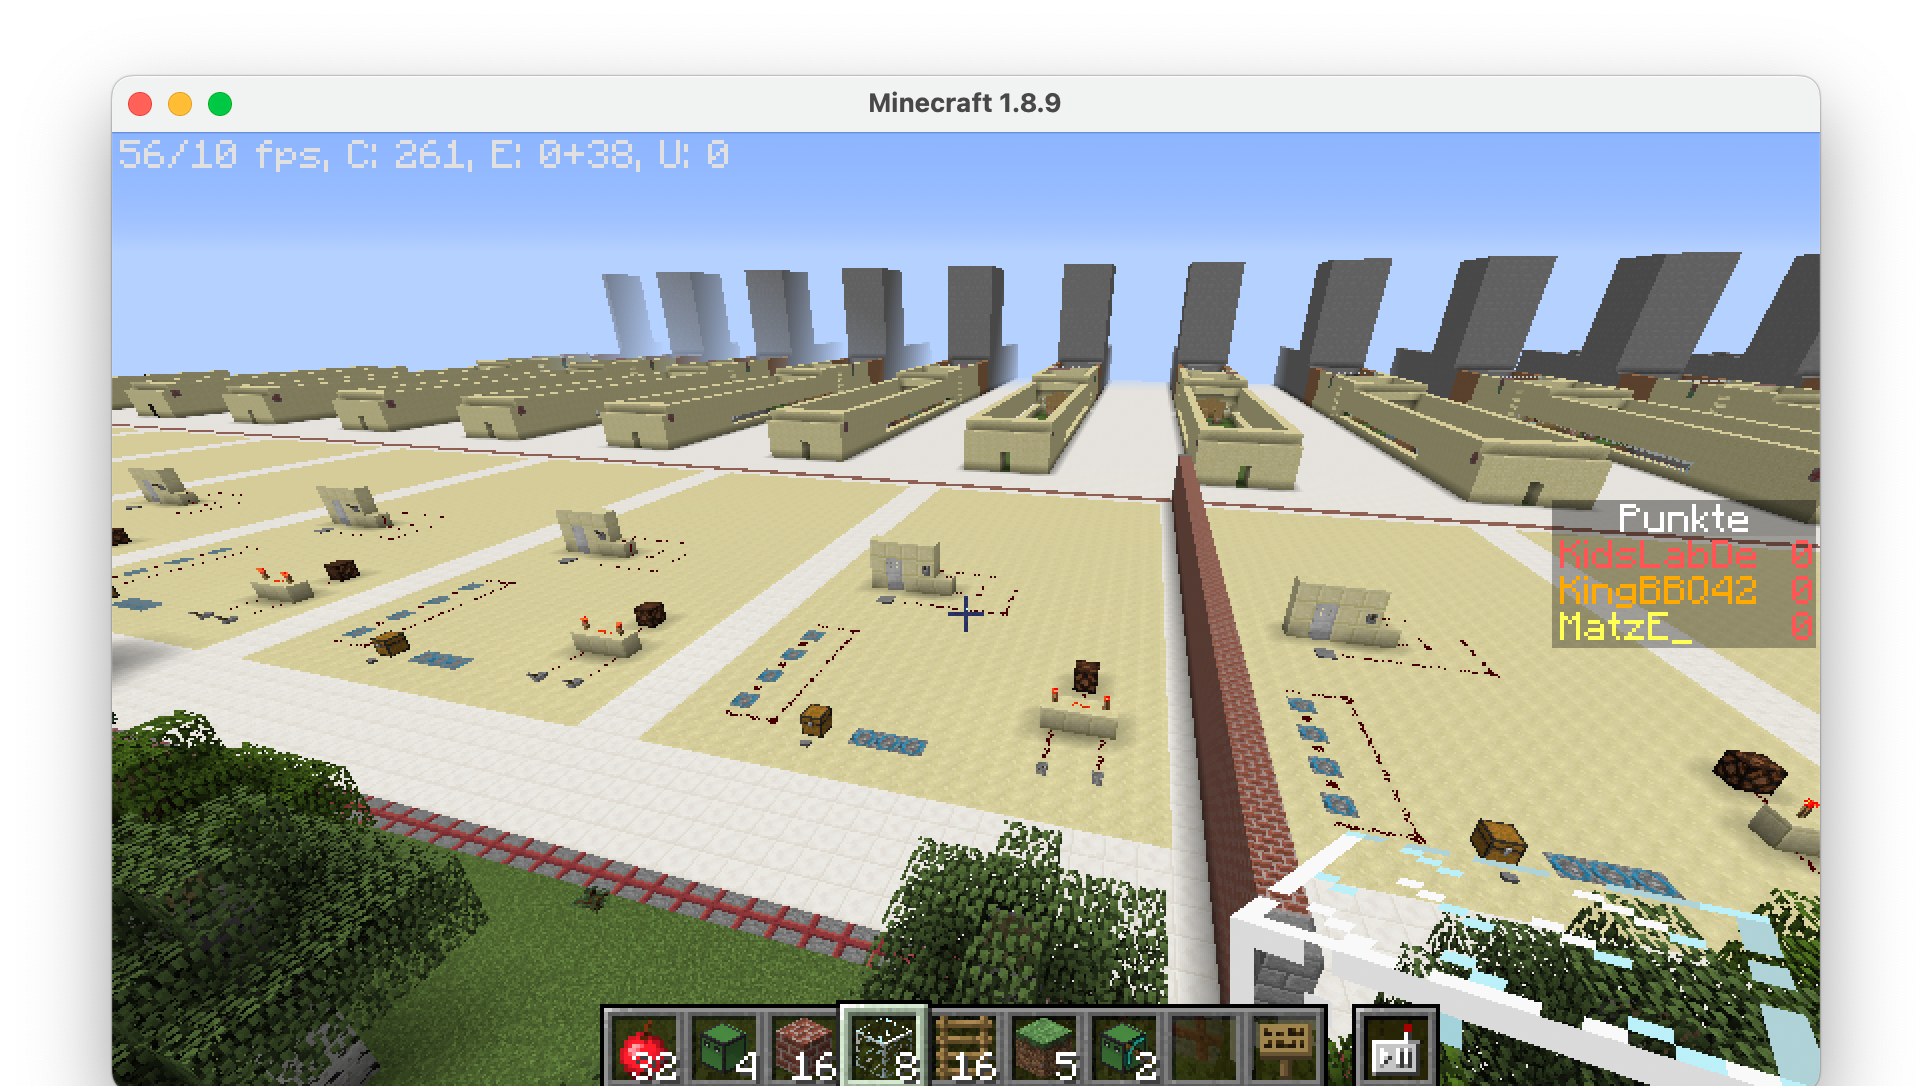 Minecraft 1.8.9
56/10 fps, C: 261, E: 0+38, U: 0
Punkte
KidsLabDe 0
KingBBQ42 0
MatzE_ 0
32 4 16 8 16 5 2